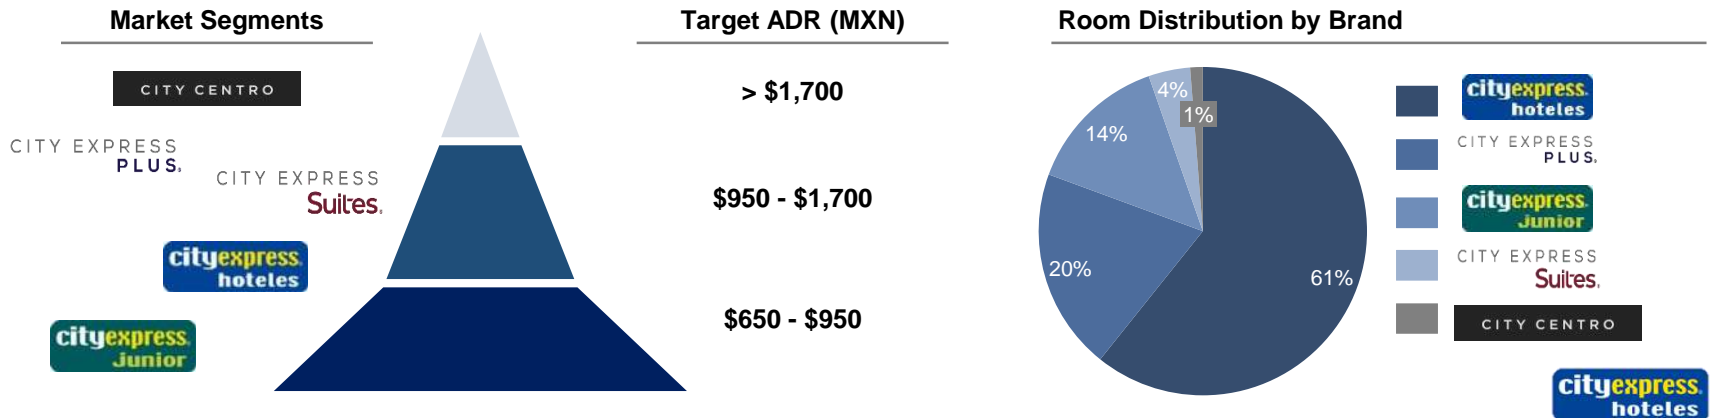 Market Segments
Target ADR (MXN)
Room Distribution by Brand
CITY CENTRO
CITY EXPRESS
PLUS®
CITY EXPRESS
Suites®
cityexpress®
hoteles
cityexpress®
junior
> $1,700
$950 - $1,700
$650 - $950
4%
1%
14%
20%
61%
cityexpress®
hoteles
CITY EXPRESS
PLUS®
cityexpress®
junior
CITY EXPRESS
Suites®
CITY CENTRO
cityexpress®
hoteles